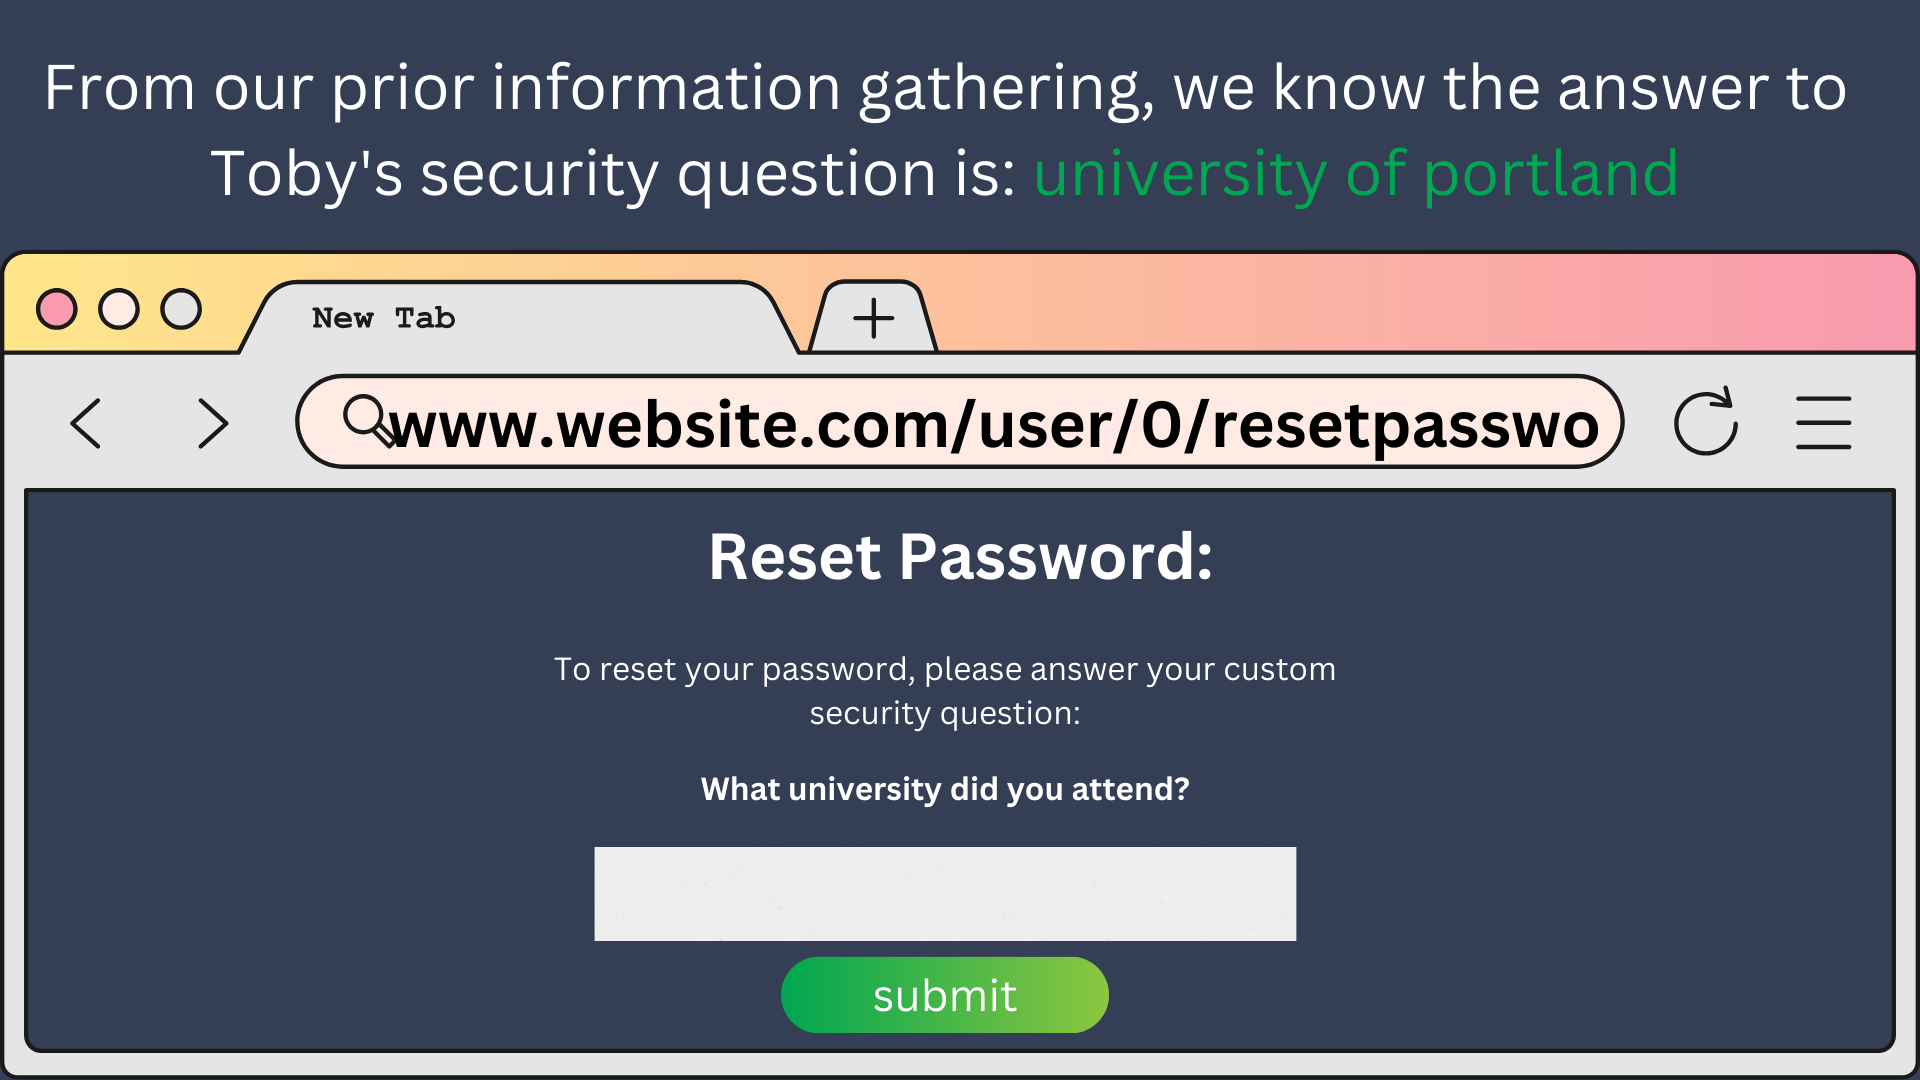 From our prior information gathering, we know the answer to
Toby's security question is: university of portland
New Tab
www.website.com/user/0/resetpasswo
Reset Password:
To reset your password, please answer your custom
security question:
What university did you attend?
submit